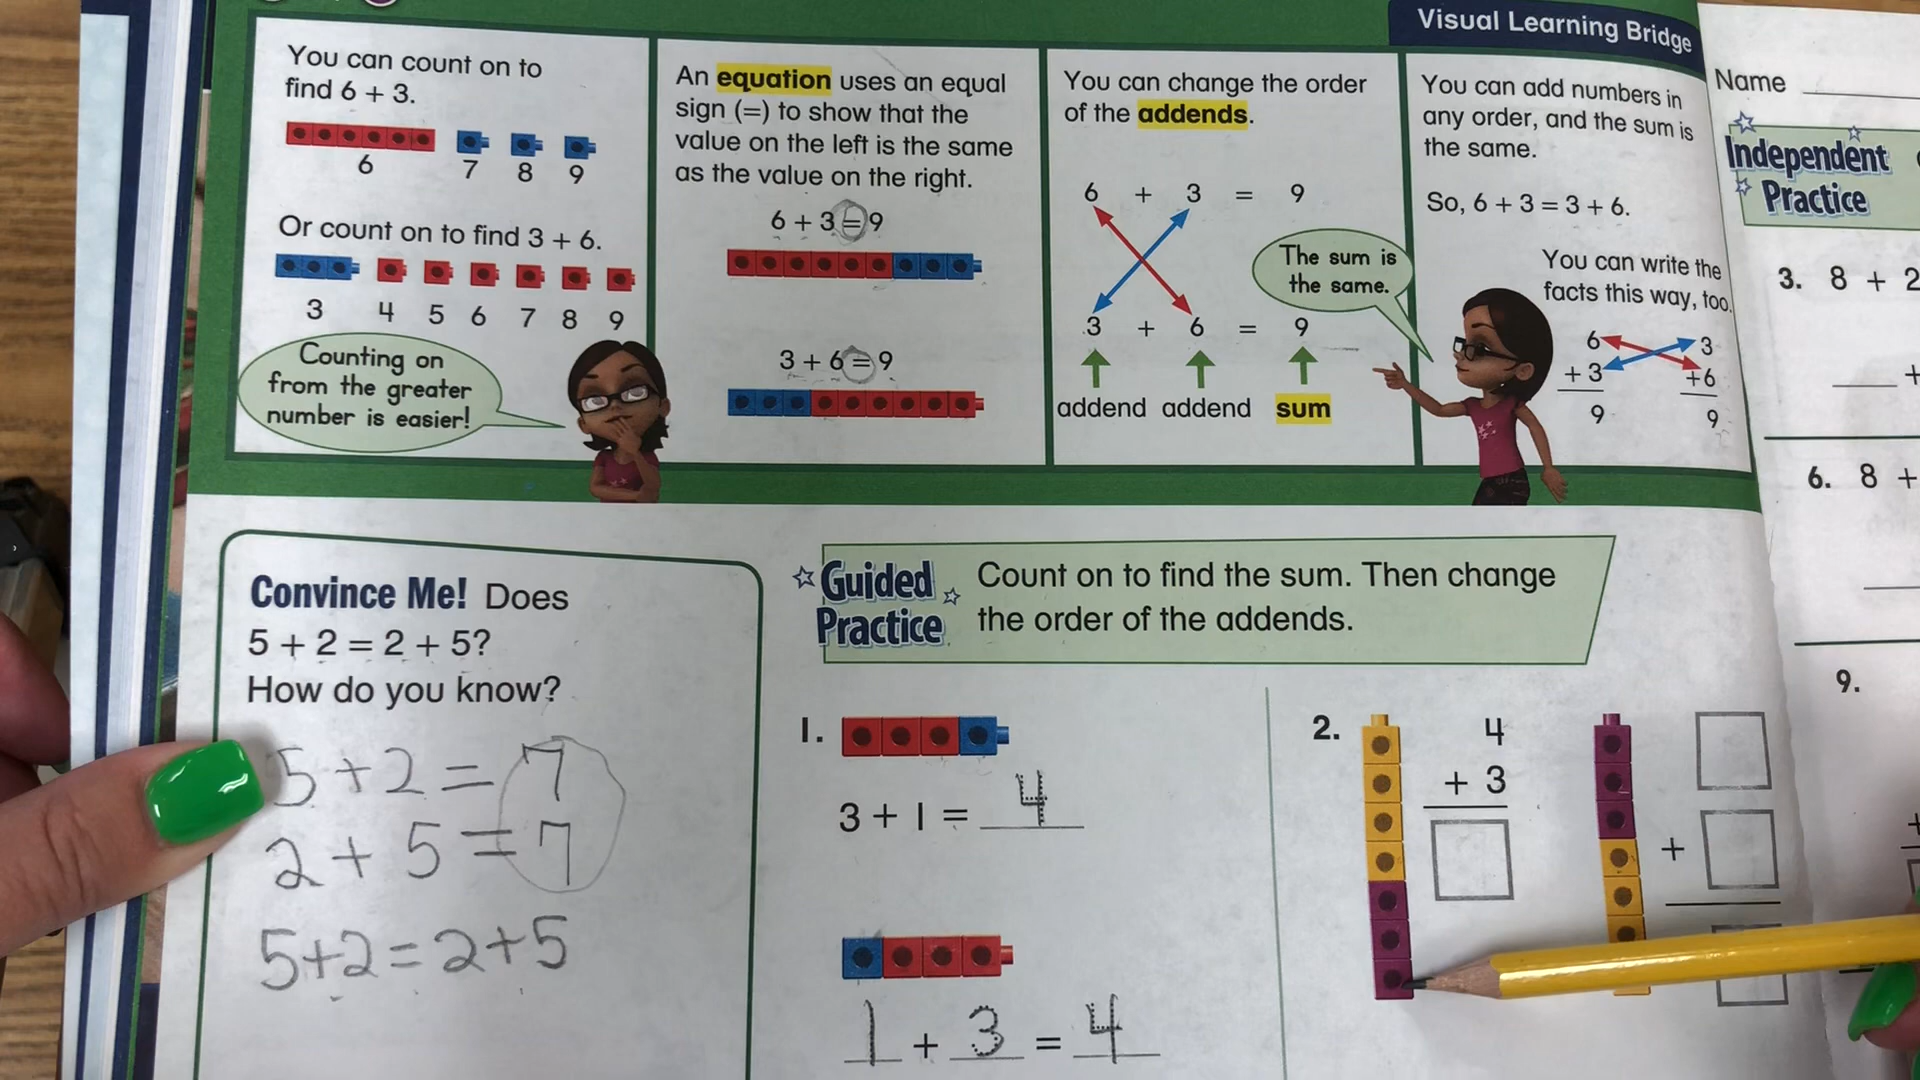 Visual Learning Bridge
You can count on to
find 6 + 3.
6 7 8 9
Or count on to find 3 + 6.
3 4 5 6 7 8 9
Counting on
from the greater
number is easier!
An equation uses an equal
sign (=) to show that the
value on the left is the same
as the value on the right.
6 + 3 = 9
3 + 6 = 9
You can change the order
of the addends.
6 + 3 = 9
3 + 6 = 9
addend addend sum
The sum is
the same.
You can add numbers in
any order, and the sum is
the same.
So, 6 + 3 = 3 + 6.
You can write the
facts this way, too.
6 3
+ 3 +6
9 9
Convince Me! Does
5 + 2 = 2 + 5?
How do you know?
5+2=7
2+5=7
5+2=2+5
Guided
Practice
Count on to find the sum. Then change
the order of the addends.
1.
3 + 1 = 4
1 + 3 = 4
2.
4
+ 3
+
Name
Independent
Practice
3. 8 + 2
+
6. 8 +
9.
+